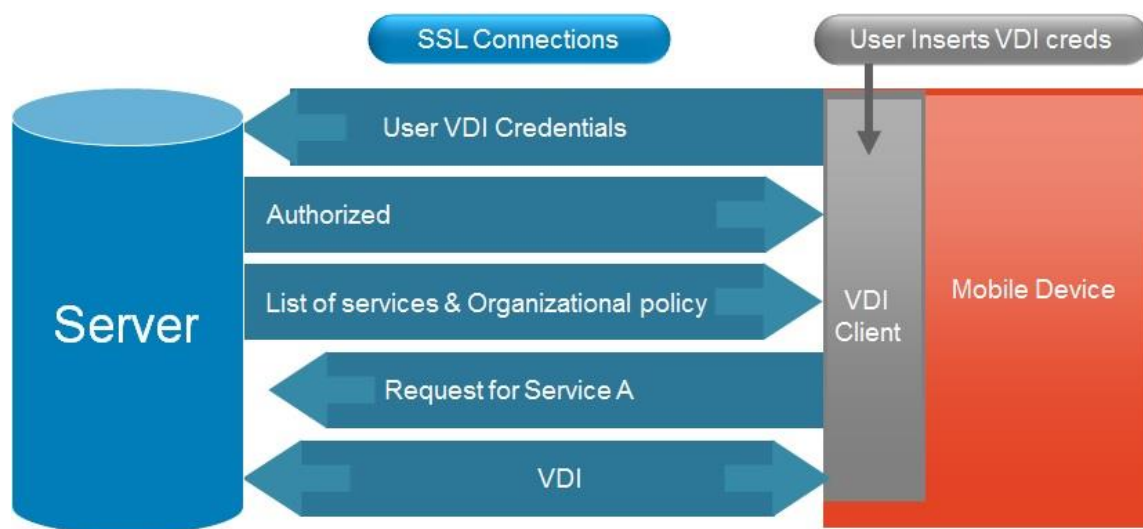 SSL Connections
User Inserts VDI creds
User VDI Credentials
Authorized
List of services & Organizational policy
Request for Service A
VDI
Server
VDI
Client
Mobile Device